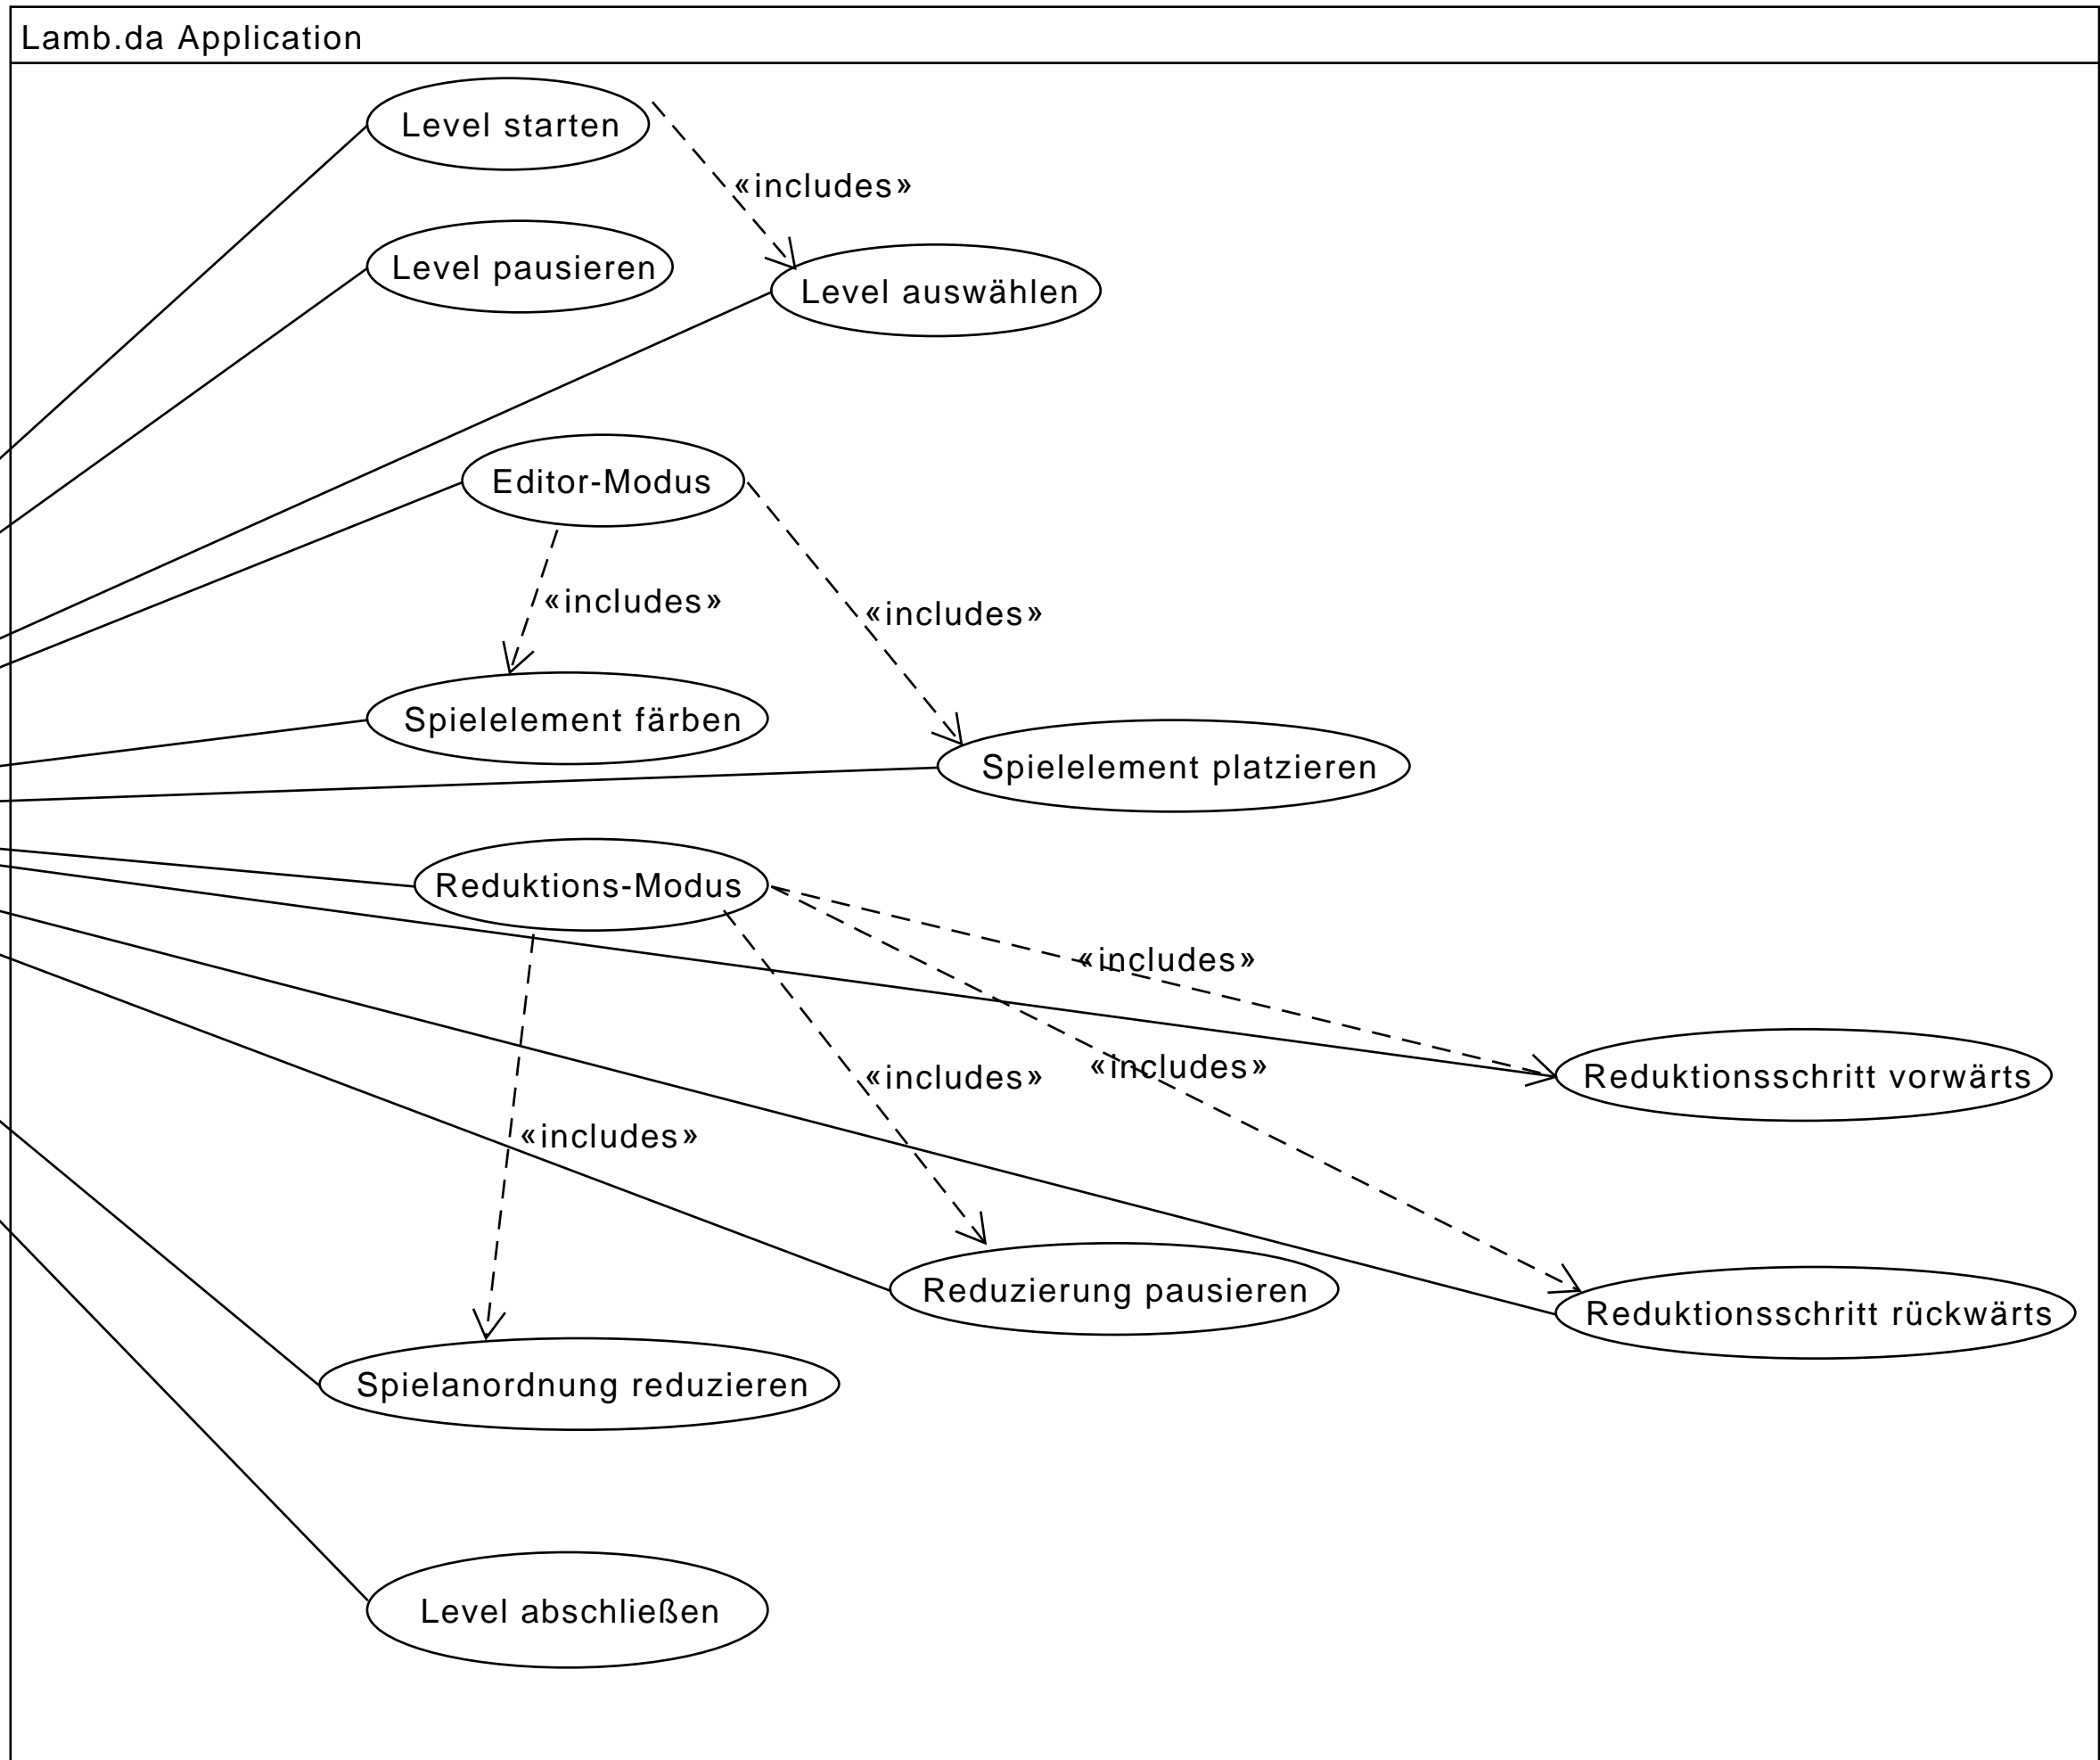 Lamb.da Application
Level starten
«includes»
Level pausieren
Level auswählen
Editor-Modus
«includes»
«includes»
Spielelement färben
Spielelement platzieren
Reduktions-Modus
«includes»
«includes»
«includes»
Reduktionsschritt vorwärts
«includes»
Reduzierung pausieren
Reduktionsschritt rückwärts
Spielanordnung reduzieren
Level abschließen